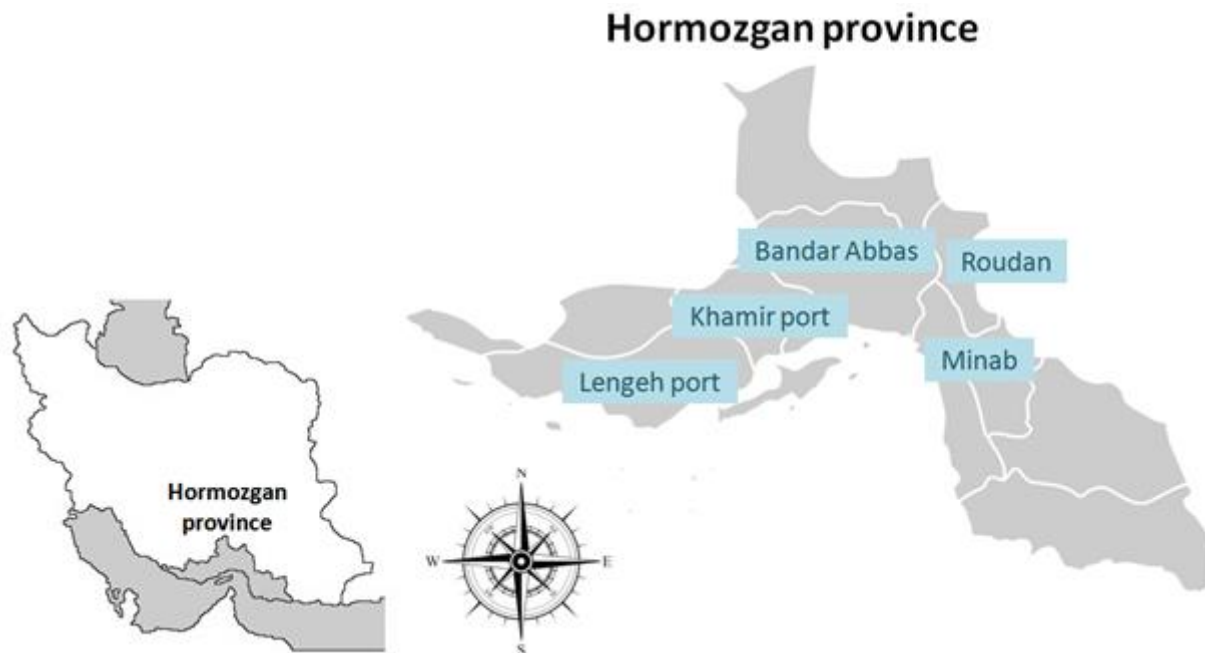 Hormozgan province
Bandar Abbas
Roudan
Khamir port
Minab
Lengeh port
Hormozgan
province
N
W
E
S